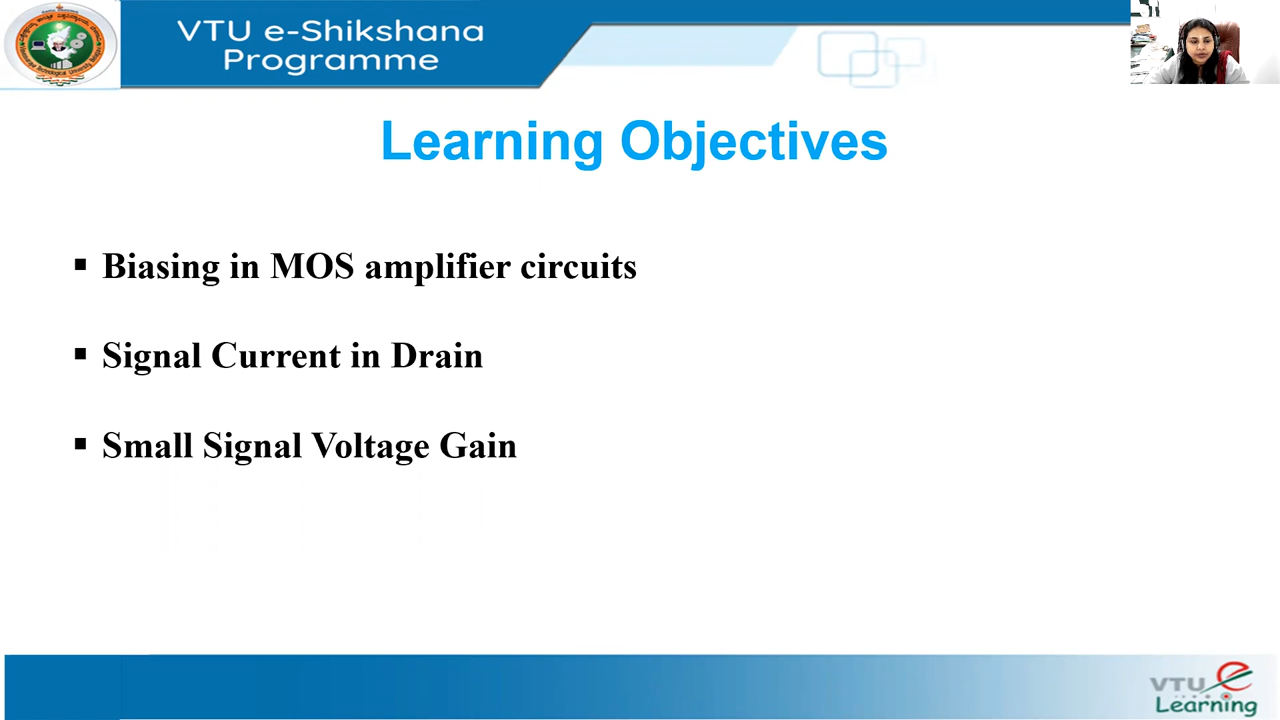 VTU e-Shikshana
Programme
Learning Objectives
▪ Biasing in MOS amplifier circuits
▪ Signal Current in Drain
▪ Small Signal Voltage Gain
VTU e
Learning